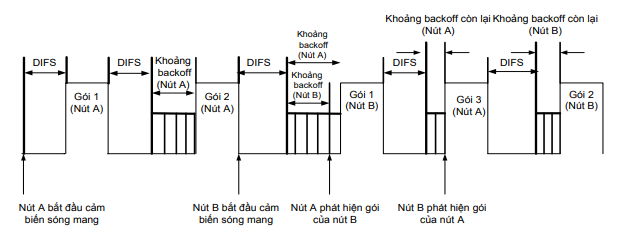 Khoảng backoff còn lại
(Nút A)
Khoảng backoff còn lại
(Nút B)
Khoảng
backoff
(Nút A)
DIFS
DIFS
Khoảng
backoff
(Nút A)
DIFS
DIFS
DIFS
Khoảng
backoff
(Nút B)
Gói 1
(Nút A)
Gói 2
(Nút A)
Gói 1
(Nút B)
Gói 3
(Nút A)
Gói 2
(Nút B)
Nút A bắt đầu cảm
biến sóng mang
Nút B bắt đầu cảm
biến sóng mang
Nút A phát hiện gói
của nút B
Nút B phát hiện gói
của nút A